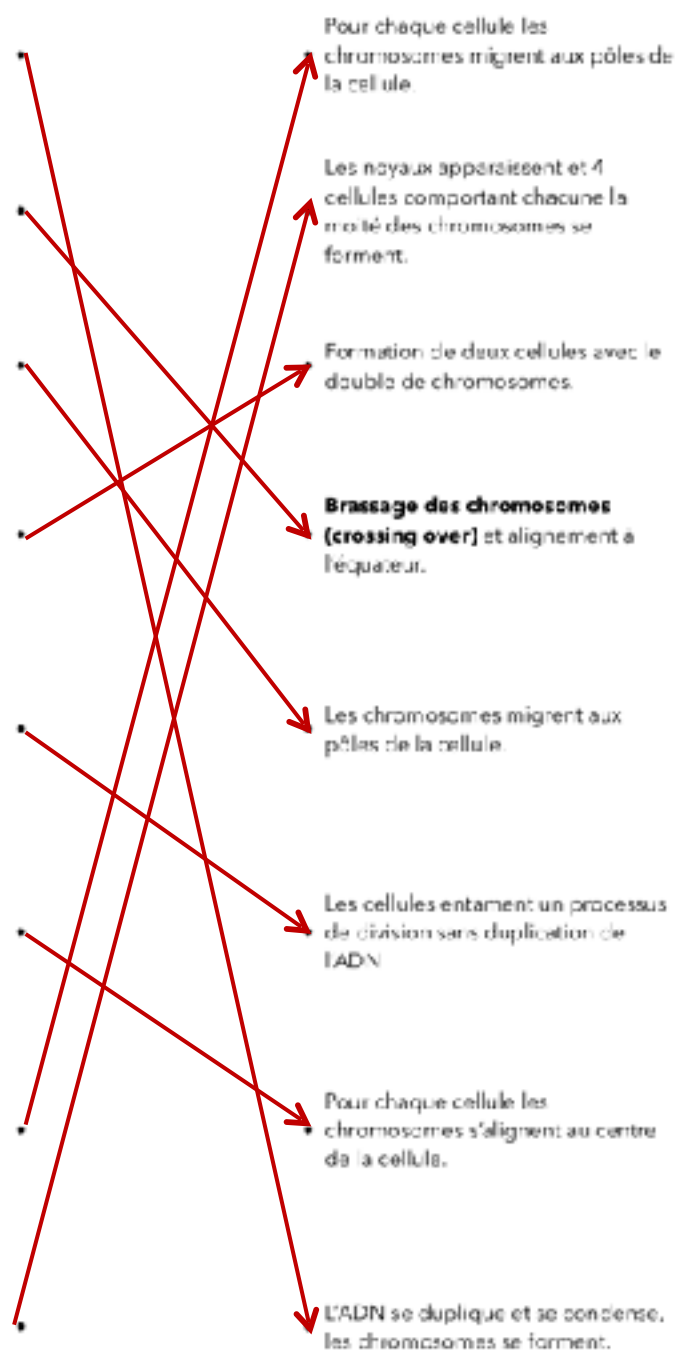 Pour chaque cellule les
chromosomes migrent aux pôles de
la cellule.
Les noyaux apparaissent et 4
cellules comportant chacune la
moité des chromosomes se
forment.
Formation de deux cellules avec le
double de chromosomes.
Brassage des chromosomes
(crossing over) et alignement à
l'équateur.
Les chromosomes migrent aux
pôles de la cellule.
Les cellules entament un processus
de division sans duplication de
l'ADN
Pour chaque cellule les
chromosomes s'alignent au centre
de la cellule.
L'ADN se duplique et se condense,
les chromosomes se forment.